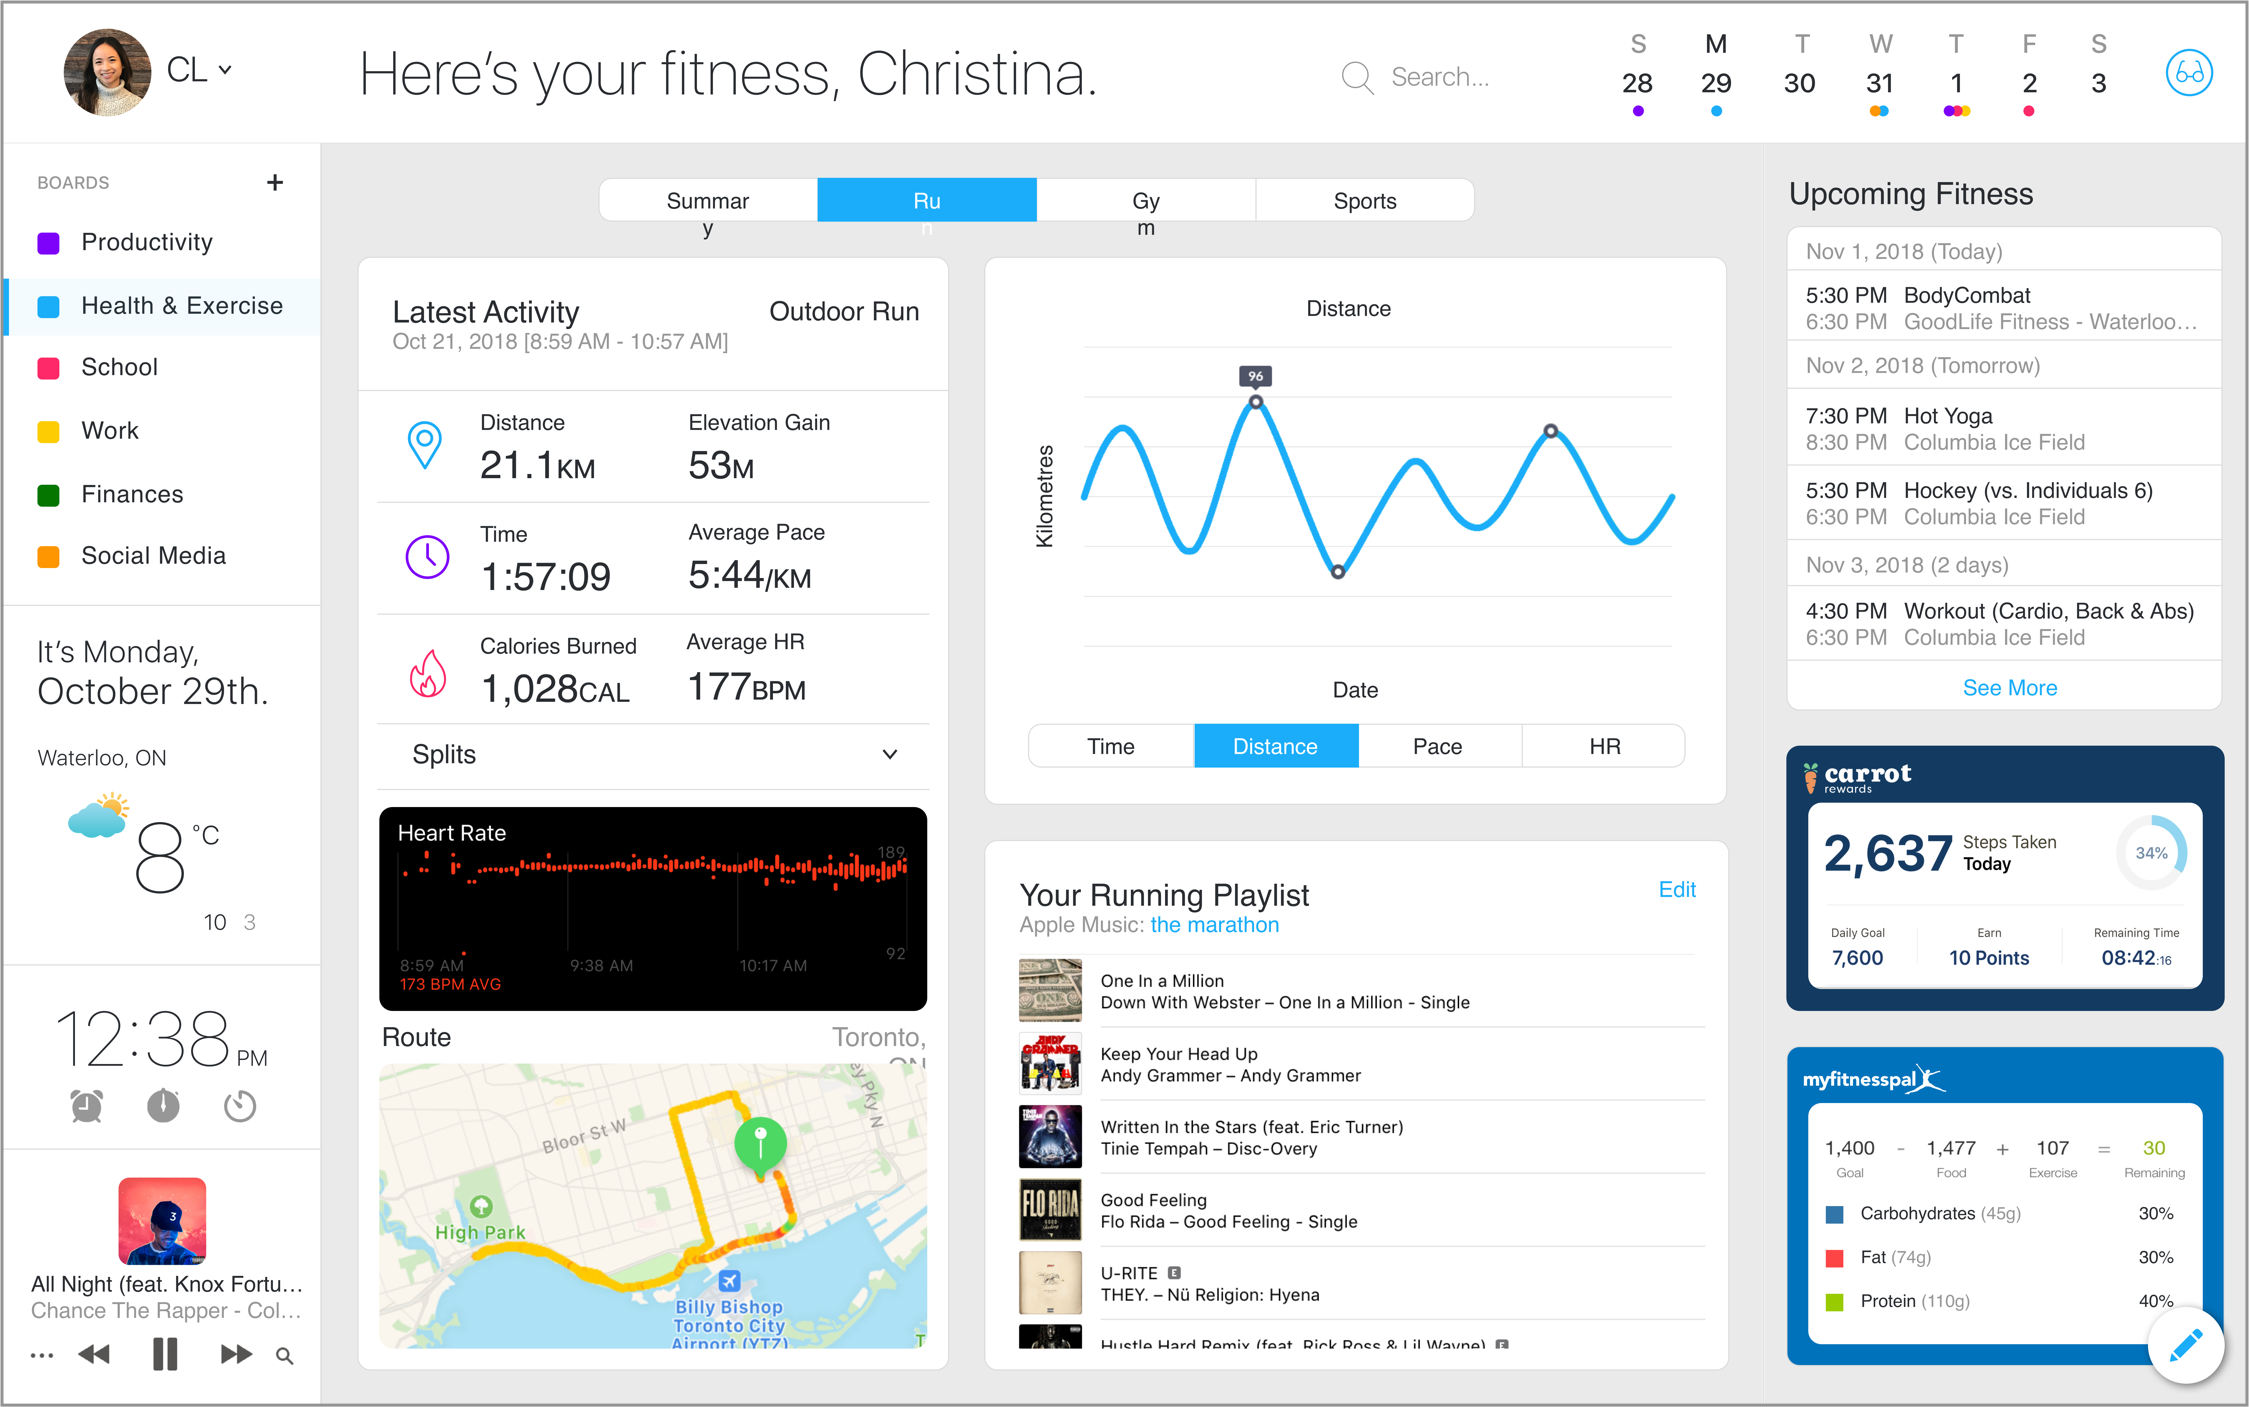 CL
Here's your fitness, Christina.
Search...
S M T W T F S
28 29 30 31 1 2 3
BOARDS +
Productivity
Health & Exercise
School
Work
Finances
Social Media
It's Monday,
October 29th.
Waterloo, ON
8 °C
10 3
12:38 PM
3
All Night (feat. Knox Fortu...
Chance The Rapper - Col...
Summar
y
Ru
n
Gy
m
Sports
Latest Activity
Outdoor Run
Oct 21, 2018 [8:59 AM - 10:57 AM]
Distance
21.1KM
Elevation Gain
53M
Time
1:57:09
Average Pace
5:44/KM
Calories Burned
1,028CAL
Average HR
177BPM
Splits
Heart Rate
189
92
8:59 AM
9:38 AM
10:17 AM
173 BPM AVG
Route
Toronto,
ON
Bloor St W
ey Pky N
High Park
Billy Bishop
Toronto City
Airport (YTZ)
T
Distance
96
Kilometres
Date
Time
Distance
Pace
HR
Your Running Playlist
Edit
Apple Music: the marathon
One In a Million
Down With Webster – One In a Million - Single
ANDY
GRAMMER
Keep Your Head Up
Andy Grammer – Andy Grammer
Written In the Stars (feat. Eric Turner)
Tinie Tempah – Disc-Overy
FLO RIDA
Good Feeling
Flo Rida – Good Feeling - Single
U-RITE E
THEY. – Nü Religion: Hyena
Hustle Hard Remix (feat. Rick Ross & Lil Wayne) E
Upcoming Fitness
Nov 1, 2018 (Today)
5:30 PM BodyCombat
6:30 PM GoodLife Fitness - Waterloo...
Nov 2, 2018 (Tomorrow)
7:30 PM Hot Yoga
8:30 PM Columbia Ice Field
5:30 PM Hockey (vs. Individuals 6)
6:30 PM Columbia Ice Field
Nov 3, 2018 (2 days)
4:30 PM Workout (Cardio, Back & Abs)
6:30 PM Columbia Ice Field
See More
carrot
rewards
2,637 Steps Taken
Today
34%
Daily Goal
7,600
Earn
10 Points
Remaining Time
08:42:16
myfitnesspal
1,400 - 1,477 + 107 = 30
Goal Food Exercise Remaining
Carbohydrates (45g) 30%
Fat (74g) 30%
Protein (110g) 40%